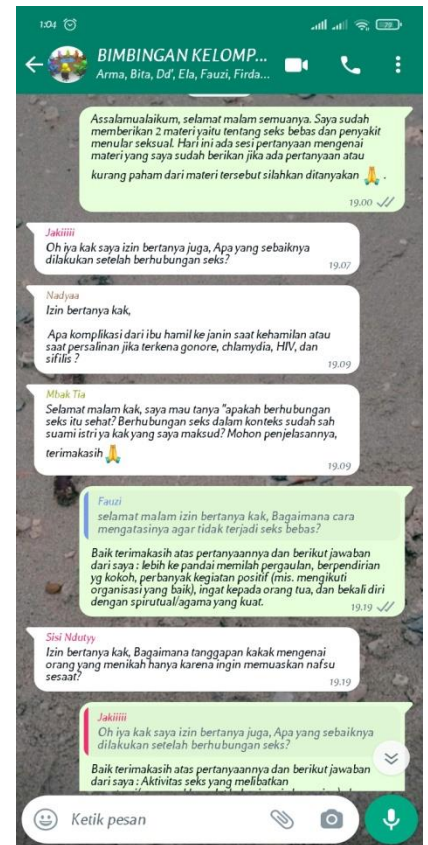 1:04
BIMBINGAN KELOMP...
Arma, Bita, Dd', Ela, Fauzi, Firda...
Assalamualaikum, selamat malam semuanya. Saya sudah
memberikan 2 materi yaitu tentang seks bebas dan penyakit
menular seksual. Hari ini ada sesi pertanyaan mengenai
materi yang saya sudah berikan jika ada pertanyaan atau
kurang paham dari materi tersebut silahkan ditanyakan 🙏 .
19.00
Jakiiiii
Oh iya kak saya izin bertanya juga, Apa yang sebaiknya
dilakukan setelah berhubungan seks?
19.07
Nadyaa
Izin bertanya kak,
Apa komplikasi dari ibu hamil ke janin saat kehamilan atau
saat persalinan jika terkena gonore, chlamydia, HIV, dan
sifilis ?
19.09
Mbak Tia
Selamat malam kak, saya mau tanya "apakah berhubungan
seks itu sehat? Berhubungan seks dalam konteks sudah sah
suami istri ya kak yang saya maksud? Mohon penjelasannya,
terimakasih 🙏
19.09
Fauzi
selamat malam izin bertanya kak, Bagaimana cara
mengatasinya agar tidak terjadi seks bebas?
Baik terimakasih atas pertanyaannya dan berikut jawaban
dari saya : lebih ke pandai memilah pergaulan, berpendirian
yg kokoh, perbanyak kegiatan positif (mis. mengikuti
organisasi yang baik), ingat kepada orang tua, dan bekali diri
dengan spirutual/agama yang kuat.
19.19
Sisi Ndutyy
Izin bertanya kak, Bagaimana tanggapan kakak mengenai
orang yang menikah hanya karena ingin memuaskan nafsu
sesaat?
19.19
Jakiiiii
Oh iya kak saya izin bertanya juga, Apa yang sebaiknya
dilakukan setelah berhubungan seks?
Baik terimakasih atas pertanyaannya dan berikut jawaban
dari saya : Aktivitas seks yang melibatkan
Ketik pesan